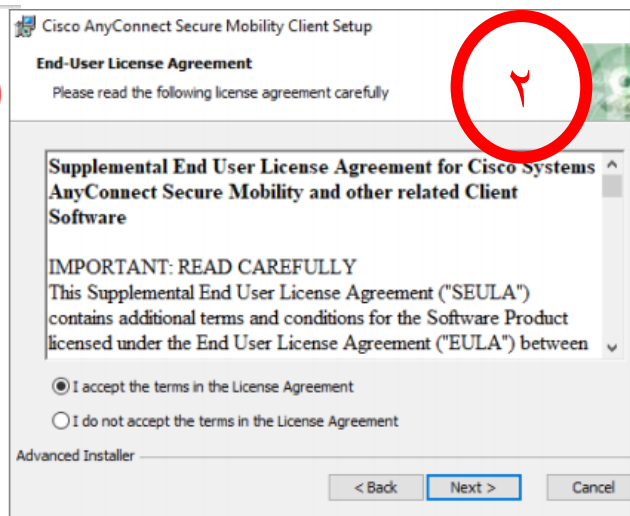 Cisco AnyConnect Secure Mobility Client Setup
End-User License Agreement
Please read the following license agreement carefully
۲
Supplemental End User License Agreement for Cisco Systems
AnyConnect Secure Mobility and other related Client
Software
IMPORTANT: READ CAREFULLY
This Supplemental End User License Agreement ("SEULA")
contains additional terms and conditions for the Software Product
licensed under the End User License Agreement ("EULA") between
I accept the terms in the License Agreement
I do not accept the terms in the License Agreement
Advanced Installer
< Back
Next >
Cancel